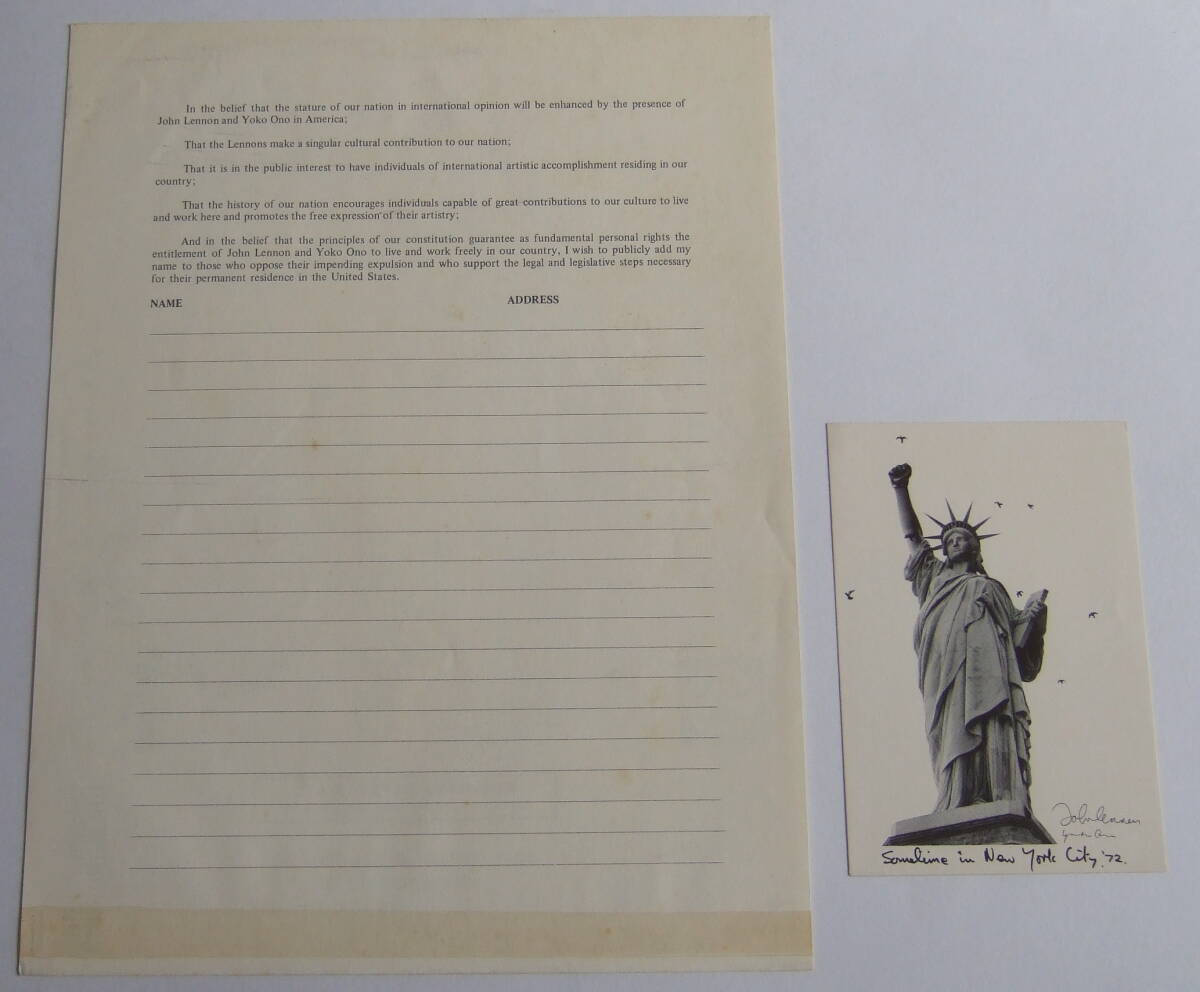 In the belief that the stature of our nation in international opinion will be enhanced by the presence of
John Lennon and Yoko Ono in America;
That the Lennons make a singular cultural contribution to our nation;
That it is in the public interest to have individuals of international artistic accomplishment residing in our
country;
That the history of our nation encourages individuals capable of great contributions to our culture to live
and work here and promotes the free expression of their artistry;
And in the belief that the principles of our constitution guarantee as fundamental personal rights the
entitlement of John Lennon and Yoko Ono to live and work freely in our country, I wish to publicly add my
name to those who oppose their impending expulsion and who support the legal and legislative steps necessary
for their permanent residence in the United States.
NAME ADDRESS
John Lennon
Yoko Ono
Sometime in New York City '72.